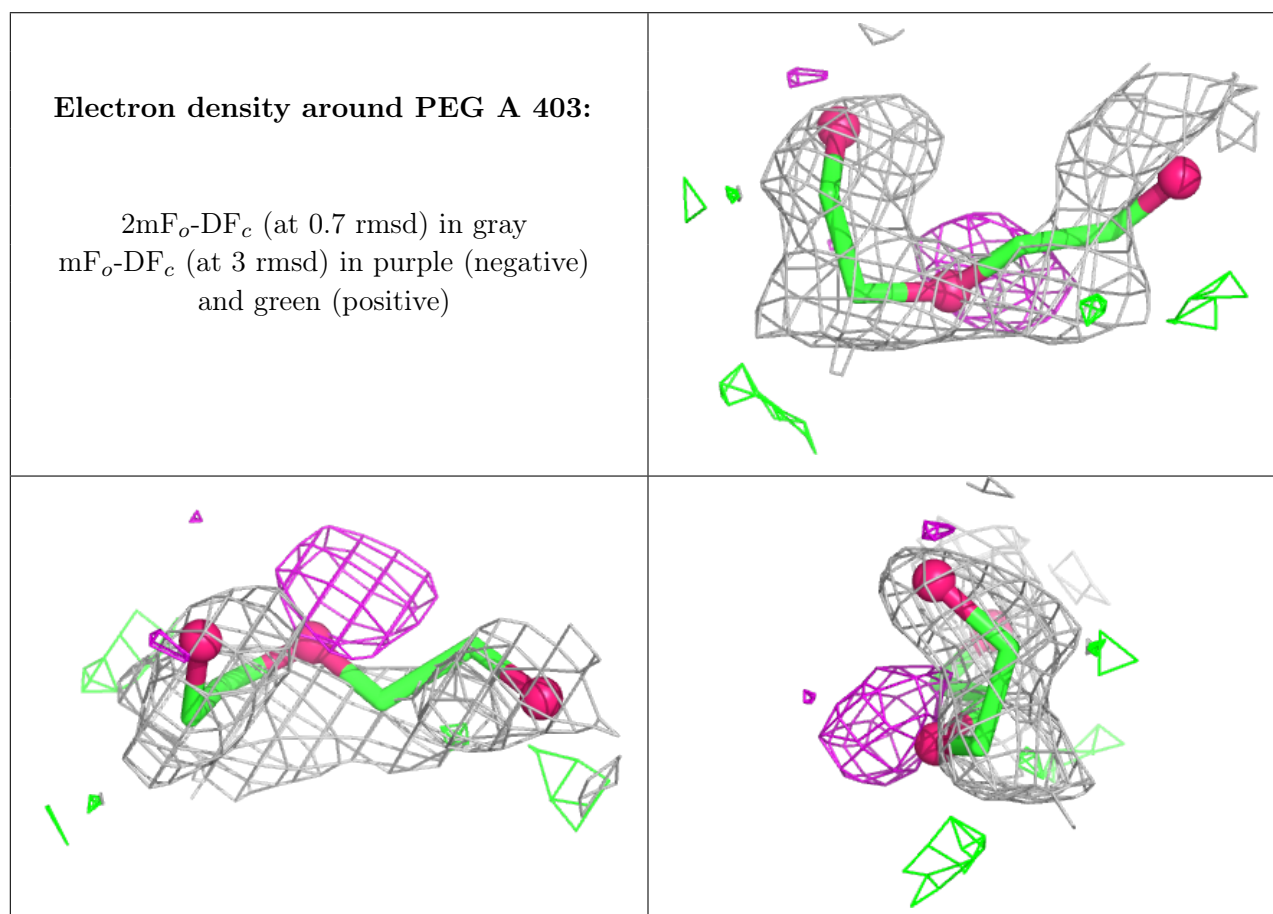 Electron density around PEG A 403:
2mFo-DFc (at 0.7 rmsd) in gray
mFo-DFc (at 3 rmsd) in purple (negative)
and green (positive)